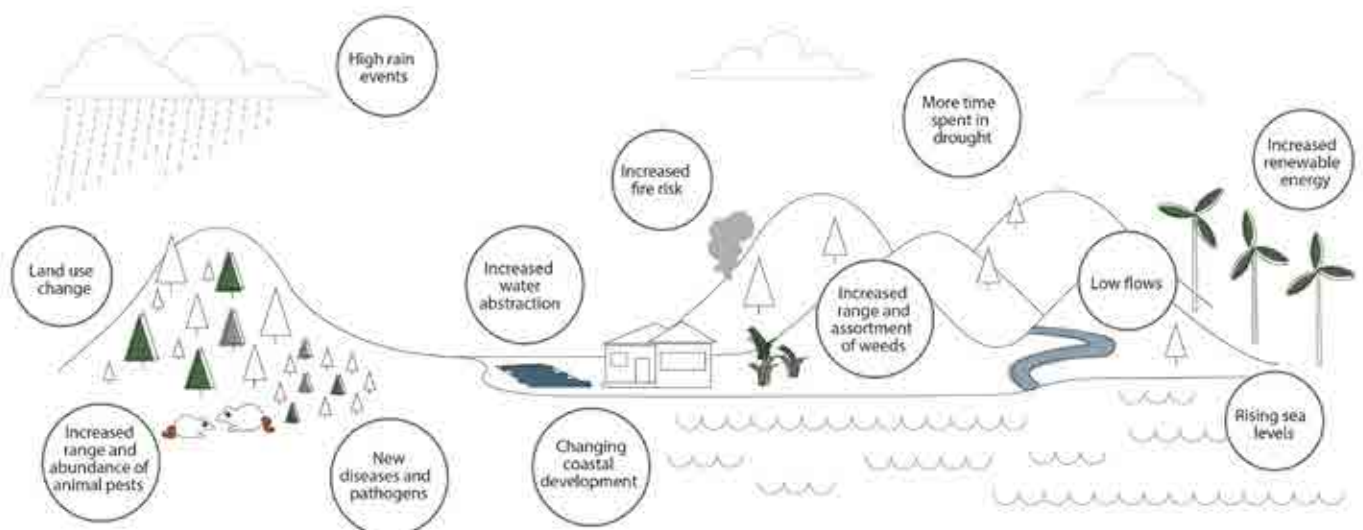 High rain
events
More time
spent in
drought
Increased
renewable
energy
Increased
fire risk
Land use
change
Increased
water
abstraction
Increased
range and
assortment
of weeds
Low flows
Increased
range and
abundance of
animal pests
New
diseases and
pathogens
Changing
coastal
development
Rising sea
levels